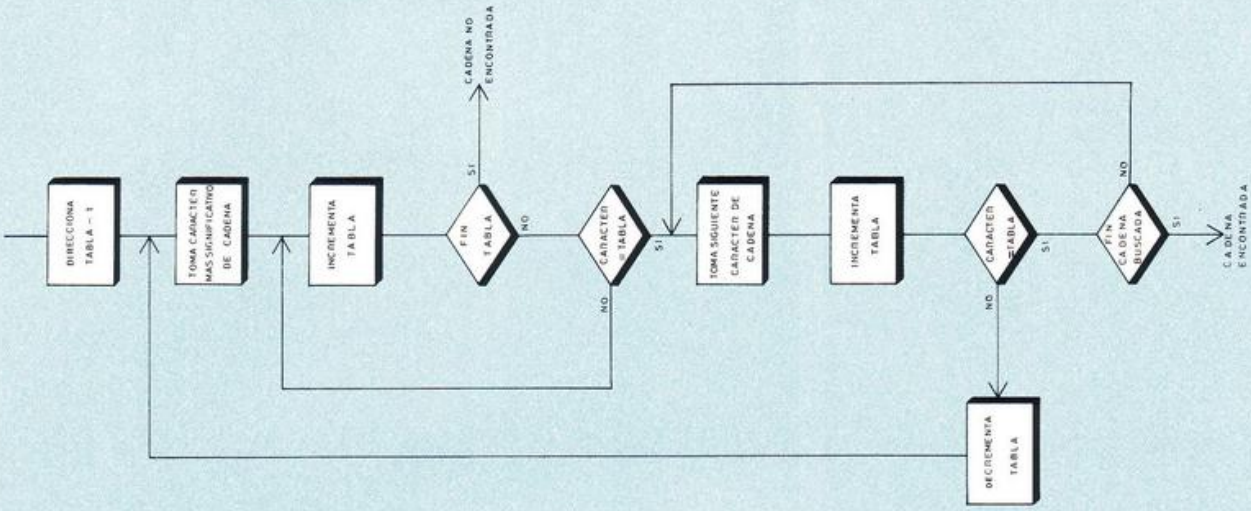 DIRECCIONA
TABLA - 1
TOMA CARACTER
MAS SIGNIFICATIVO
DE CADENA
INCREMENTA
TABLA
FIN
TABLA
SI
CADENA NO
ENCONTRADA
NO
CARACTER
= TABLA
NO
SI
TOMA SIGUIENTE
CARACTER DE
CADENA
INCREMENTA
TABLA
CARACTER
=TABLA
NO
SI
DECREMENTA
TABLA
FIN
CADENA
BUSCADA
NO
SI
CADENA
ENCONTRADA